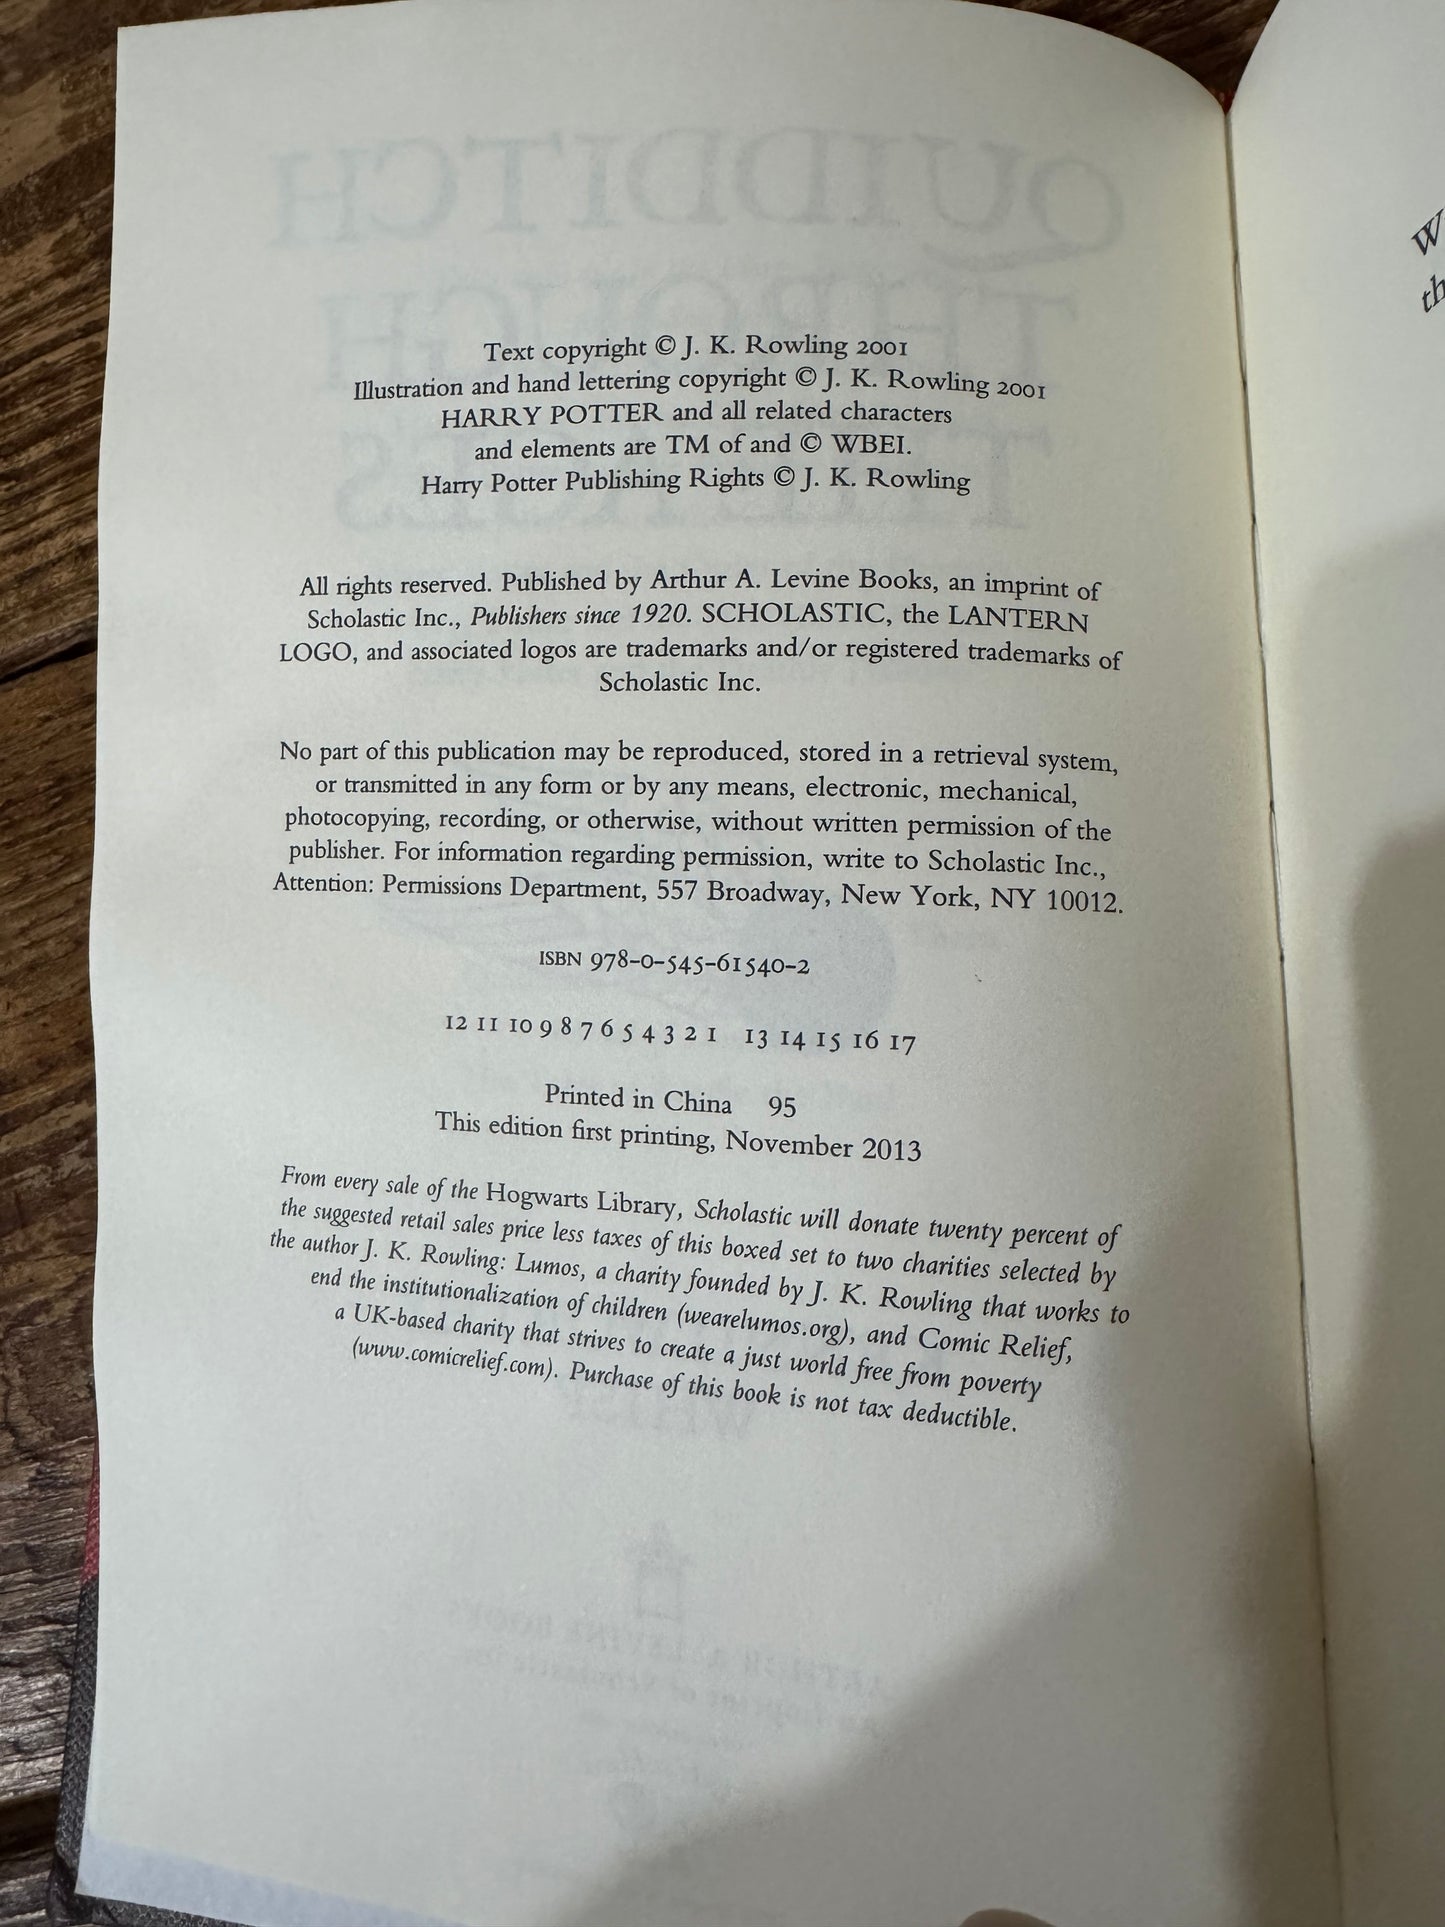 Text copyright © J. K. Rowling 2001
Illustration and hand lettering copyright © J. K. Rowling 2001
HARRY POTTER and all related characters
and elements are TM of and © WBEI.
Harry Potter Publishing Rights © J. K. Rowling
All rights reserved. Published by Arthur A. Levine Books, an imprint of
Scholastic Inc., Publishers since 1920. SCHOLASTIC, the LANTERN
LOGO, and associated logos are trademarks and/or registered trademarks of
Scholastic Inc.
No part of this publication may be reproduced, stored in a retrieval system,
or transmitted in any form or by any means, electronic, mechanical,
photocopying, recording, or otherwise, without written permission of the
publisher. For information regarding permission, write to Scholastic Inc.,
Attention: Permissions Department, 557 Broadway, New York, NY 10012.
ISBN 978-0-545-61540-2
12 11 10 9 8 7 6 5 4 3 2 1 13 14 15 16 17
Printed in China 95
This edition first printing, November 2013
From every sale of the Hogwarts Library, Scholastic will donate twenty percent of
the suggested retail sales price less taxes of this boxed set to two charities selected by
the author J. K. Rowling: Lumos, a charity founded by J. K. Rowling that works to
end the institutionalization of children (wearelumos.org), and Comic Relief,
a UK-based charity that strives to create a just world free from poverty
(www.comicrelief.com). Purchase of this book is not tax deductible.